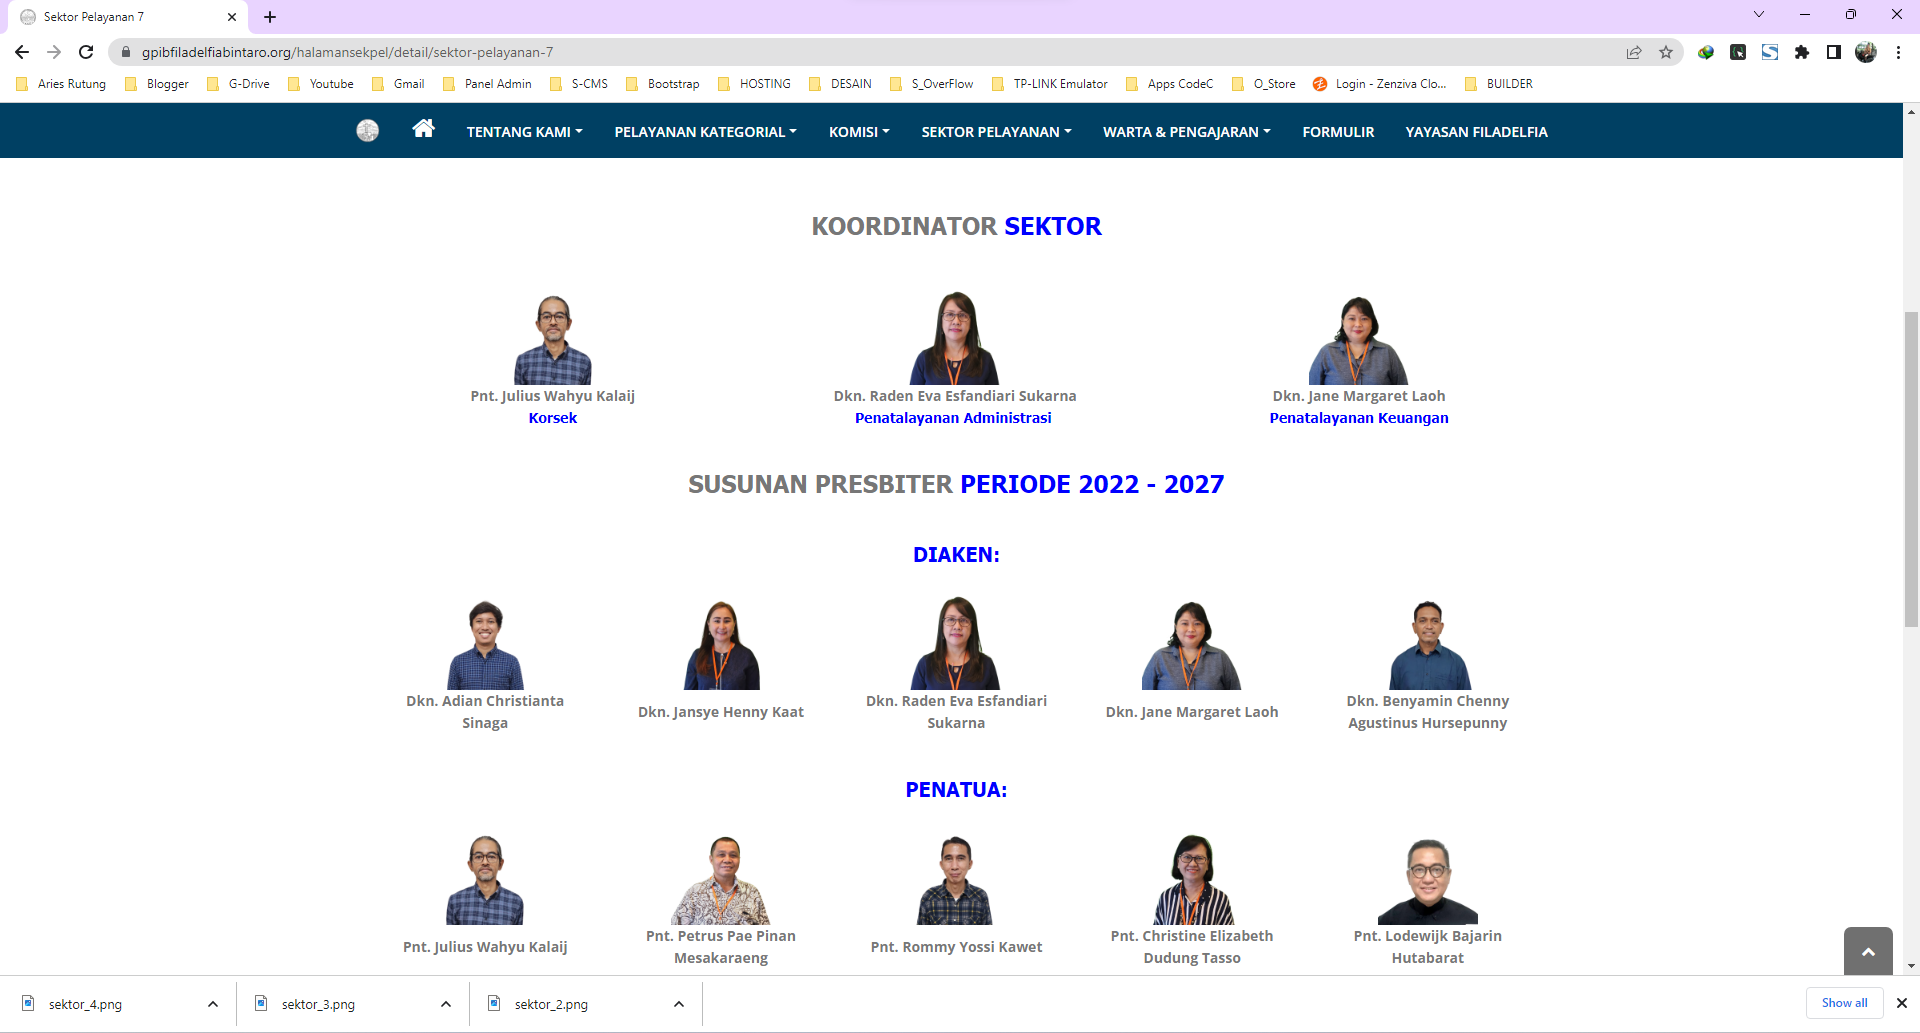 Sektor Pelayanan 7
gpibfiladelfiabintaro.org/halamansekpel/detail/sektor-pelayanan-7
Aries Rutung Blogger G-Drive Youtube Gmail Panel Admin S-CMS Bootstrap HOSTING DESAIN S_OverFlow TP-LINK Emulator Apps CodeC O_Store Login - Zenziva Clo... BUILDER
TENTANG KAMI PELAYANAN KATEGORIAL KOMISI SEKTOR PELAYANAN WARTA & PENGAJARAN FORMULIR YAYASAN FILADELFIA
KOORDINATOR SEKTOR
Pnt. Julius Wahyu Kalaij
Korsek
Dkn. Raden Eva Esfandiari Sukarna
Penatalayanan Administrasi
Dkn. Jane Margaret Laoh
Penatalayanan Keuangan
SUSUNAN PRESBITER PERIODE 2022 - 2027
DIAKEN:
Dkn. Adian Christianta
Sinaga
Dkn. Jansye Henny Kaat
Dkn. Raden Eva Esfandiari
Sukarna
Dkn. Jane Margaret Laoh
Dkn. Benyamin Chenny
Agustinus Hursepunny
PENATUA:
Pnt. Julius Wahyu Kalaij
Pnt. Petrus Pae Pinan
Mesakaraeng
Pnt. Rommy Yossi Kawet
Pnt. Christine Elizabeth
Dudung Tasso
Pnt. Lodewijk Bajarin
Hutabarat
sektor_4.png
sektor_3.png
sektor_2.png
Show all